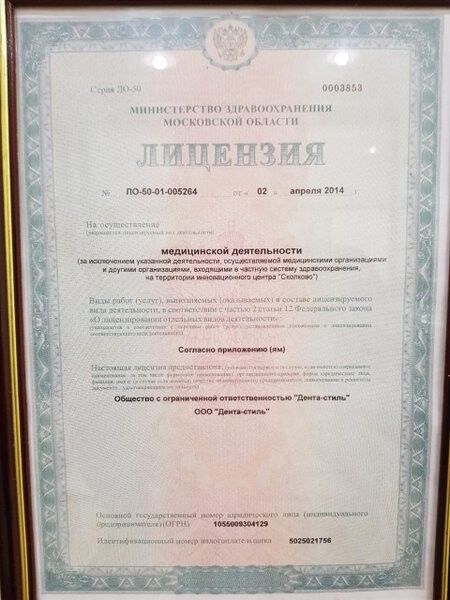 Серия ЛО-50 0003853
МИНИСТЕРСТВО ЗДРАВООХРАНЕНИЯ
МОСКОВСКОЙ ОБЛАСТИ
ЛИЦЕНЗИЯ
№ ЛО-50-01-005264 от « 02 » апреля 2014 г.
На осуществление
(указывается лицензируемый вид деятельности)
медицинской деятельности
(за исключением указанной деятельности, осуществляемой медицинскими организациями
и другими организациями, входящими в частную систему здравоохранения,
на территории инновационного центра "Сколково")
Виды работ (услуг), выполняемых (оказываемых) в составе лицензируемого
вида деятельности, в соответствии с частью 2 статьи 12 Федерального закона
«О лицензировании отдельных видов деятельности»
Согласно приложению (ям)
Настоящая лицензия предоставлена
Общество с ограниченной ответственностью "Дента-стиль"
ООО "Дента-стиль"
Основной государственный номер юридического лица (индивидуального
предпринимателя) (ОГРН) 1055009304129
Идентификационный номер налогоплательщика 5025021756